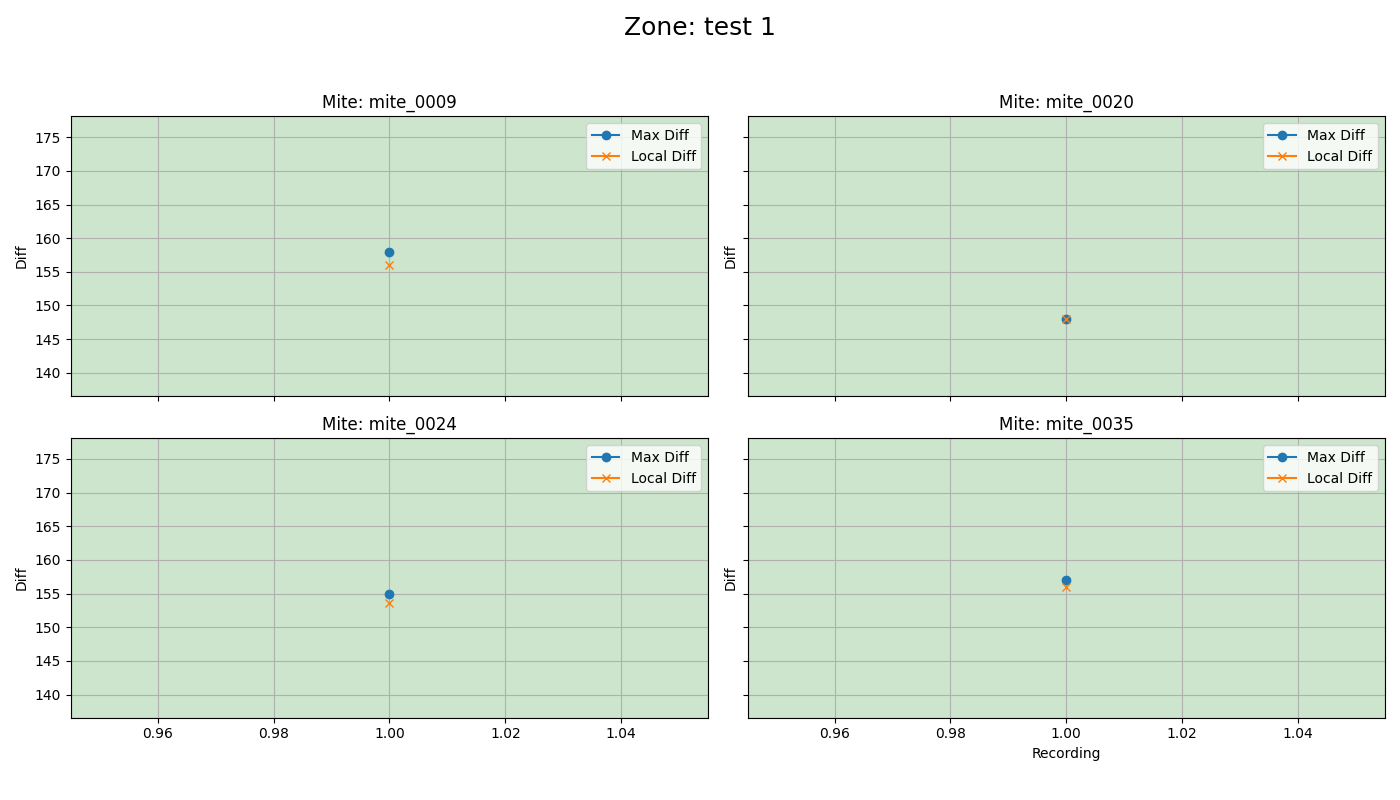 Zone: test 1
Mite: mite_0009
Mite: mite_0020
175
170
165
160
155
150
145
140
Diff
Max Diff
Local Diff
Diff
Max Diff
Local Diff
Mite: mite_0024
Mite: mite_0035
175
170
165
160
155
150
145
140
Diff
Max Diff
Local Diff
0.96 0.98 1.00 1.02 1.04
Diff
Max Diff
Local Diff
0.96 0.98 1.00 1.02 1.04
Recording